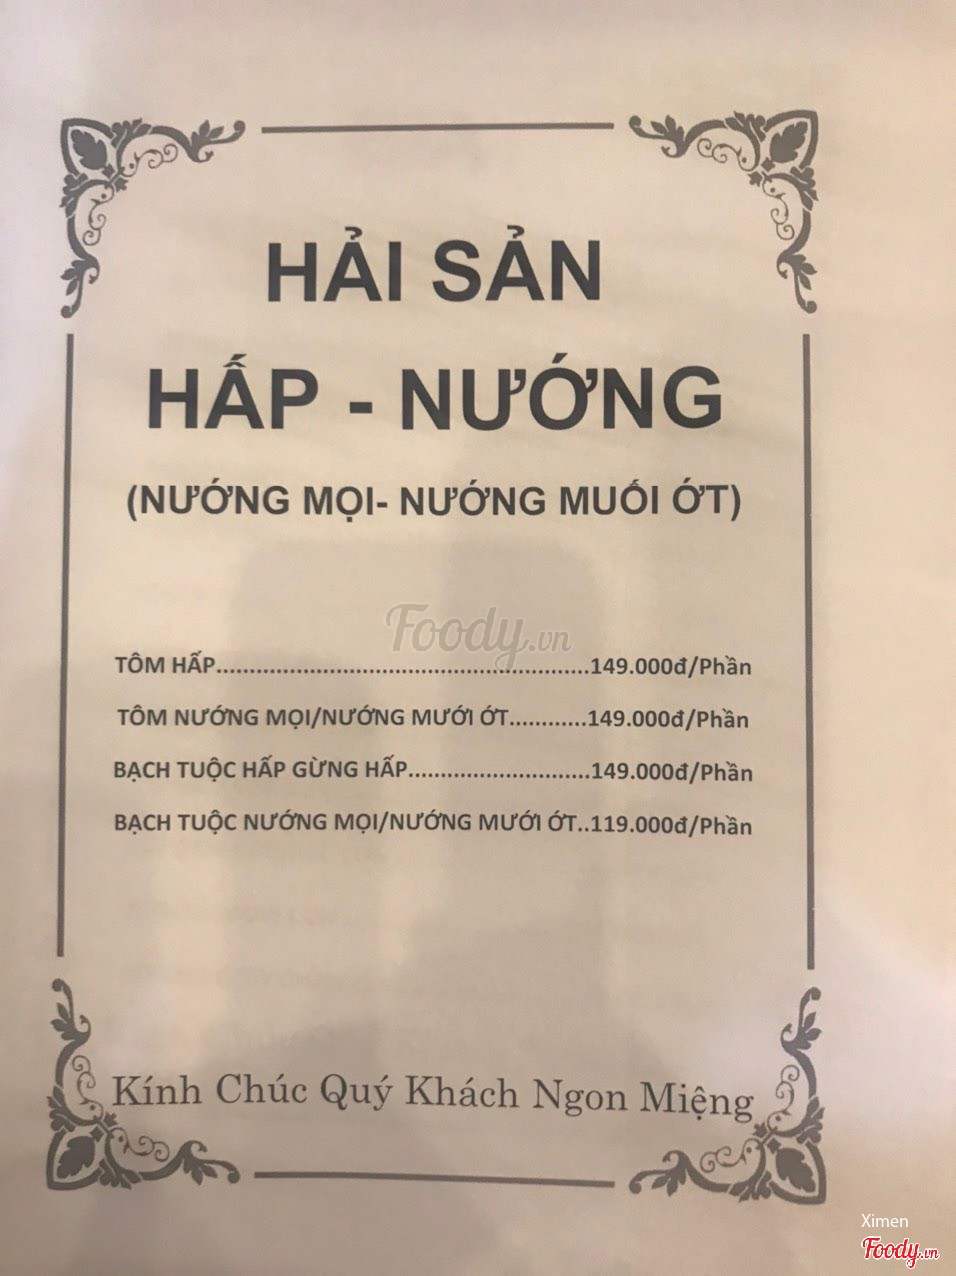 HẢI SẢN
HẤP - NƯỚNG
(NƯỚNG MỌI- NƯỚNG MUỐI ỚT)
Foody.vn
TÔM HẤP.........................................................149.000đ/Phần
TÔM NƯỚNG MỌI/NƯỚNG MƯỚI ỚT............149.000đ/Phần
BẠCH TUỘC HẤP GỪNG HẤP............................149.000đ/Phần
BẠCH TUỘC NƯỚNG MỌI/NƯỚNG MƯỚI ỚT..119.000đ/Phần
Kính Chúc Quý Khách Ngon Miệng
Ximen
Foody.vn